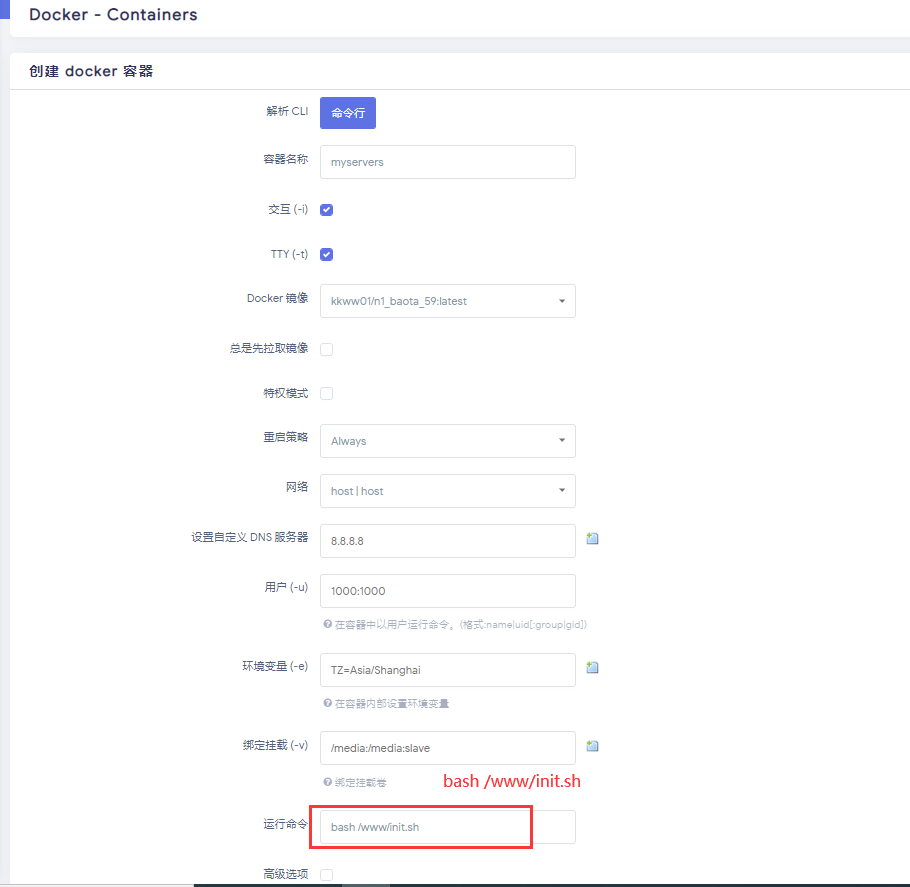 Docker - Containers
创建 docker 容器
解析 CLI 命令行
容器名称 myservers
交互 (-i)
TTY (-t)
Docker 镜像 kkww01/n1_baota_59:latest
总是先拉取镜像
特权模式
重启策略 Always
网络 host | host
设置自定义 DNS 服务器 8.8.8.8
用户 (-u) 1000:1000
在容器中以用户运行命令。(格式:name|uid[:group|gid])
环境变量 (-e) TZ=Asia/Shanghai
在容器内部设置环境变量
绑定挂载 (-v) /media:/media:slave
绑定挂载卷
bash /www/init.sh
运行命令 bash /www/init.sh
高级选项